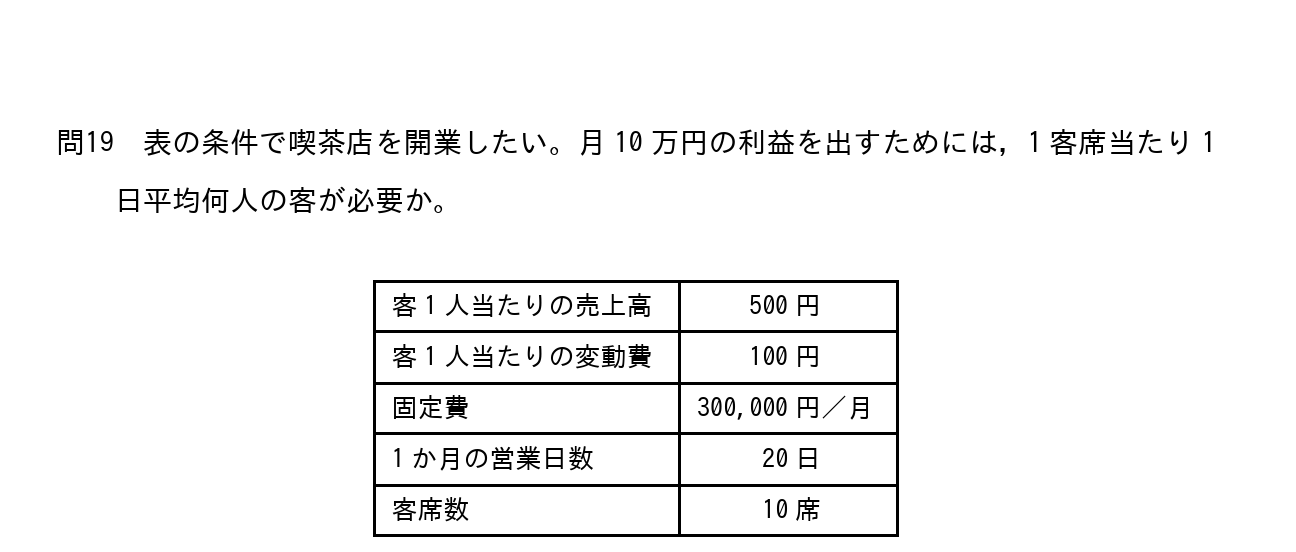 問19　表の条件で喫茶店を開業したい。月 10 万円の利益を出すためには，1 客席当たり 1
日平均何人の客が必要か。
客 1 人当たりの売上高　500 円
客 1 人当たりの変動費　100 円
固定費　300,000 円／月
1 か月の営業日数　20 日
客席数　10 席